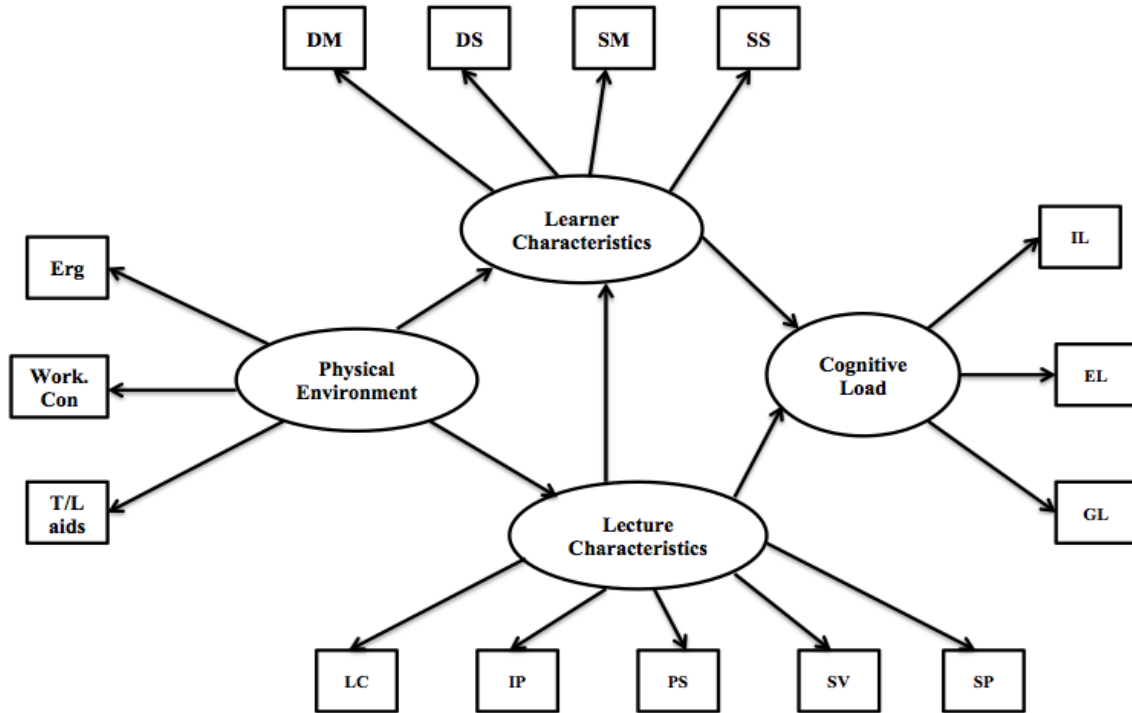 DM
DS
SM
SS
Learner
Characteristics
IL
Erg
Physical
Environment
Cognitive
Load
Work.
Con
EL
T/L
aids
GL
Lecture
Characteristics
LC
IP
PS
SV
SP